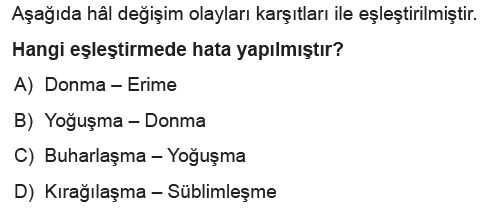 Aşağıda hâl değişim olayları karşıtları ile eşleştirilmiştir.
Hangi eşleştirmede hata yapılmıştır?
A) Donma – Erime
B) Yoğuşma – Donma
C) Buharlaşma – Yoğuşma
D) Kırağılaşma – Süblimleşme